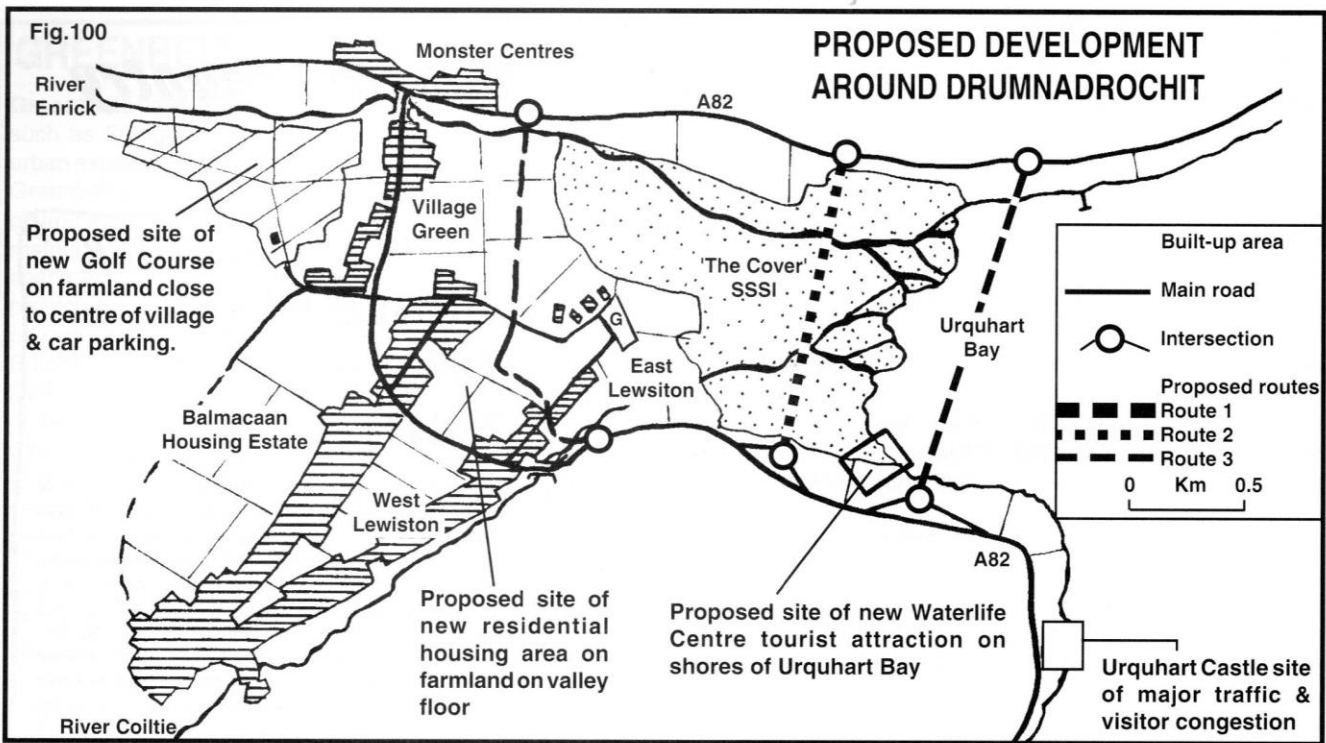 Fig.100
PROPOSED DEVELOPMENT
AROUND DRUMNADROCHIT
Monster Centres
River
Enrick
A82
Village
Green
Proposed site of
new Golf Course
on farmland close
to centre of village
& car parking.
'The Cover'
SSSI
G
East
Lewsiton
Urquhart
Bay
Balmacaan
Housing Estate
West
Lewiston
Built-up area
Main road
Intersection
Proposed routes
Route 1
Route 2
Route 3
0 Km 0.5
A82
Proposed site of
new residential
housing area on
farmland on valley
floor
Proposed site of new Waterlife
Centre tourist attraction on
shores of Urquhart Bay
Urquhart Castle site
of major traffic &
visitor congestion
River Coiltie